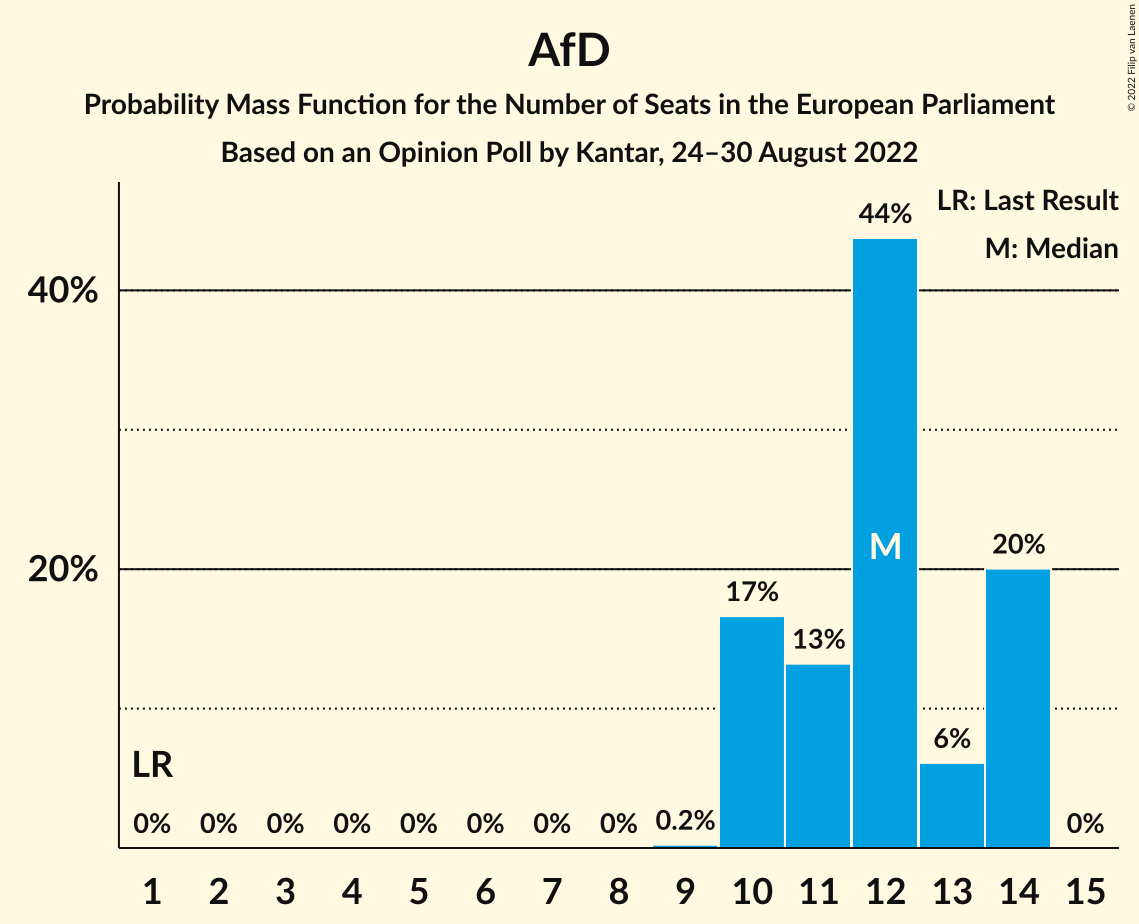 AfD
Probability Mass Function for the Number of Seats in the European Parliament
Based on an Opinion Poll by Kantar, 24–30 August 2022
© 2022 Filip van Laenen
LR: Last Result
M: Median
44%
40%
M
20%
20%
17%
13%
6%
LR
0% 0% 0% 0% 0% 0% 0% 0% 0.2% 0%
1 2 3 4 5 6 7 8 9 10 11 12 13 14 15